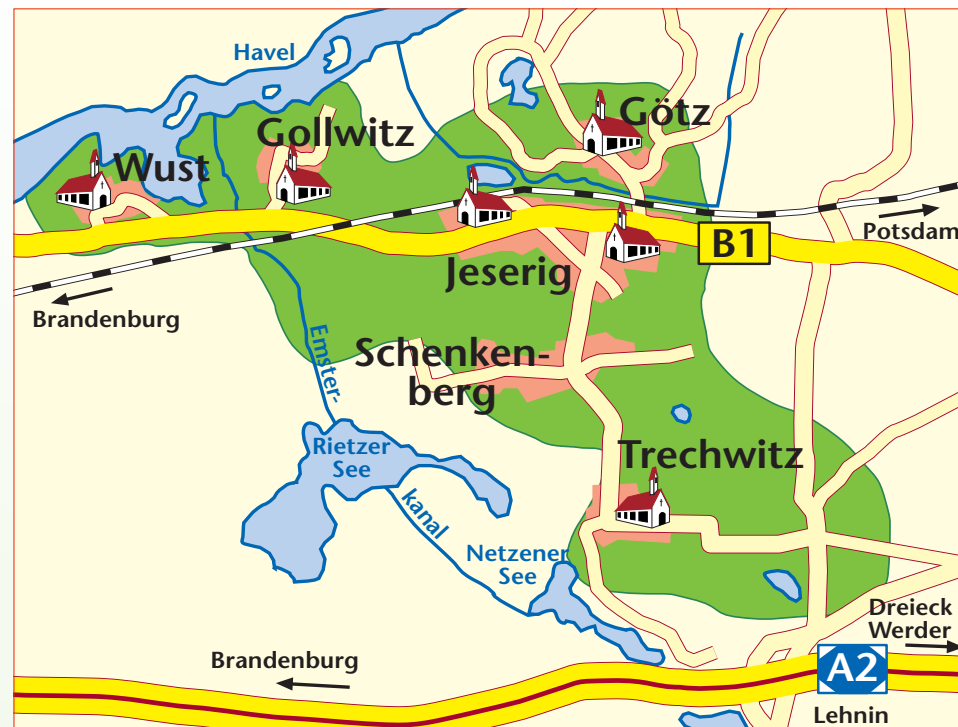 Havel
Götz
Gollwitz
Wust
Potsdam
B1
Jeserig
Brandenburg
Schenken-
berg
Emster-
Rietzer
See
Trechwitz
kanal
Netzener
See
Dreieck
Werder
Brandenburg
A2
Lehnin